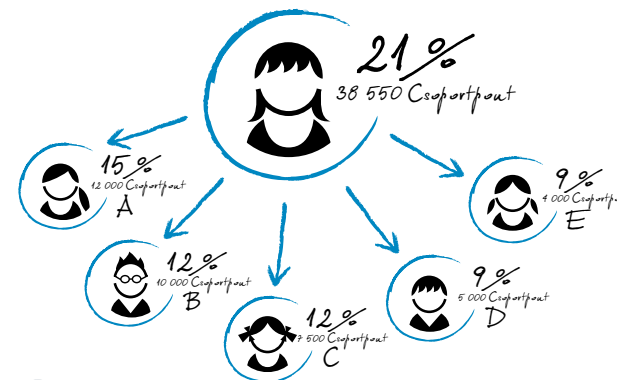 21 %
38 550 Csoportpont
15 %
12 000 Csoportpont
A
12 %
10 000 Csoportpont
B
12 %
7 500 Csoportpont
C
9 %
5 000 Csoportpont
D
9 %
4 000 Csoportp
E